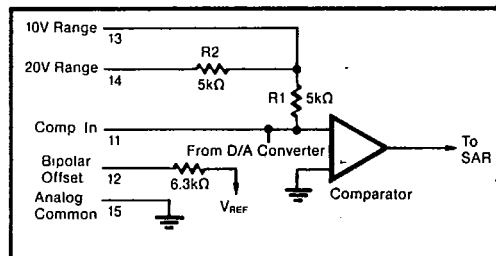 10V Range
13
R2
20V Range
14
5kΩ
R1
5kΩ
Comp In
11
From D/A Converter
To
SAR
Bipolar
Offset
12
6.3kΩ
Comparator
Analog
Common
15
VREF